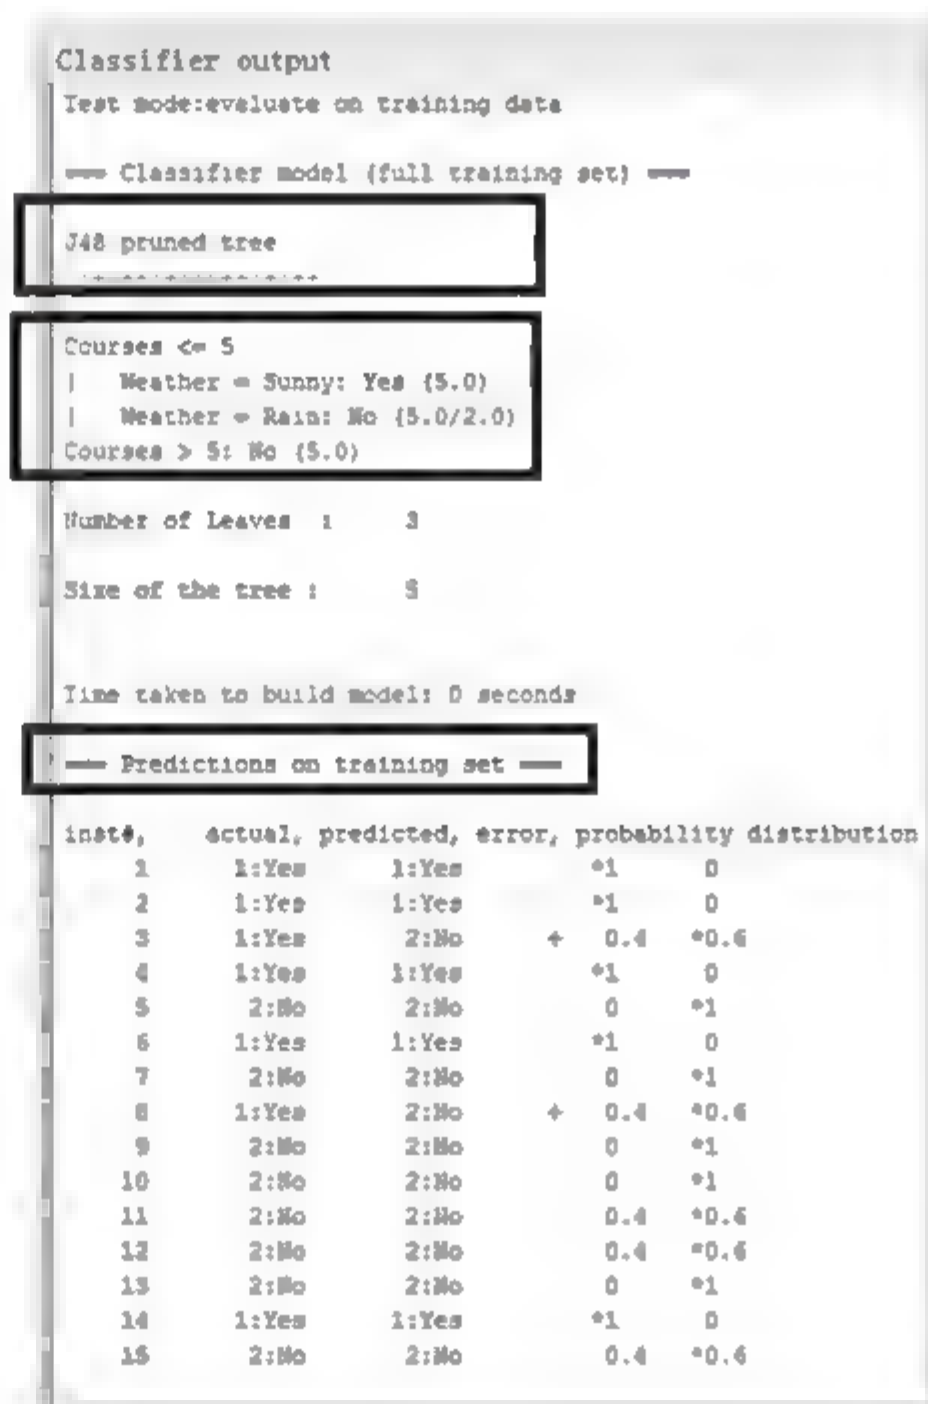 Classifier output
Test mode:evaluate on training data
=== Classifier model (full training set) ===
J48 pruned tree
------------------
Courses <= 5
|   Weather = Sunny: Yes (5.0)
|   Weather = Rain: No (5.0/2.0)
Courses > 5: No (5.0)
Number of Leaves  :     3
Size of the tree :     5
Time taken to build model: 0 seconds
=== Predictions on training set ===
inst#,    actual, predicted, error, probability distribution
1     1:Yes     1:Yes     *1     0
2     1:Yes     1:Yes     *1     0
3     1:Yes     2:No     +     0.4     *0.6
4     1:Yes     1:Yes     *1     0
5     2:No     2:No     0     *1
6     1:Yes     1:Yes     *1     0
7     2:No     2:No     0     *1
8     1:Yes     2:No     +     0.4     *0.6
9     2:No     2:No     0     *1
10     2:No     2:No     0     *1
11     2:No     2:No     0.4     *0.6
12     2:No     2:No     0.4     *0.6
13     2:No     2:No     0     *1
14     1:Yes     1:Yes     *1     0
15     2:No     2:No     0.4     *0.6